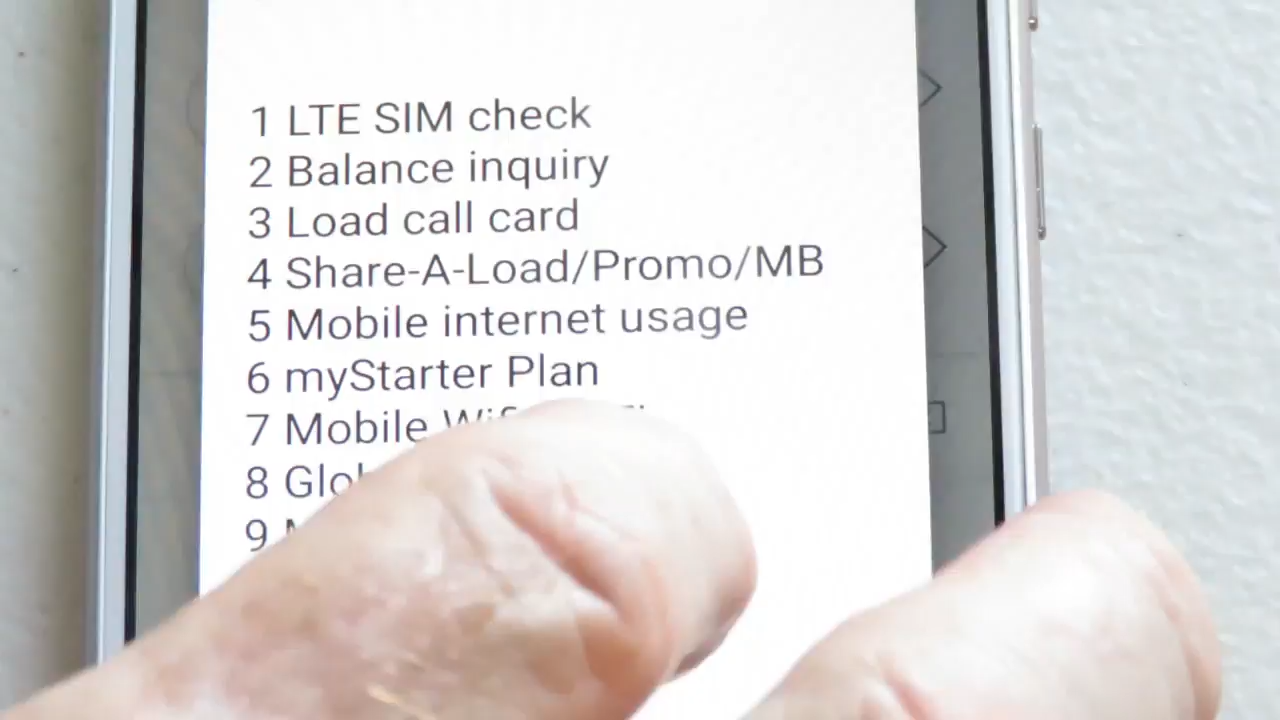 1 LTE SIM check
2 Balance inquiry
3 Load call card
4 Share-A-Load/Promo/MB
5 Mobile internet usage
6 myStarter Plan
7 Mobile
8
9